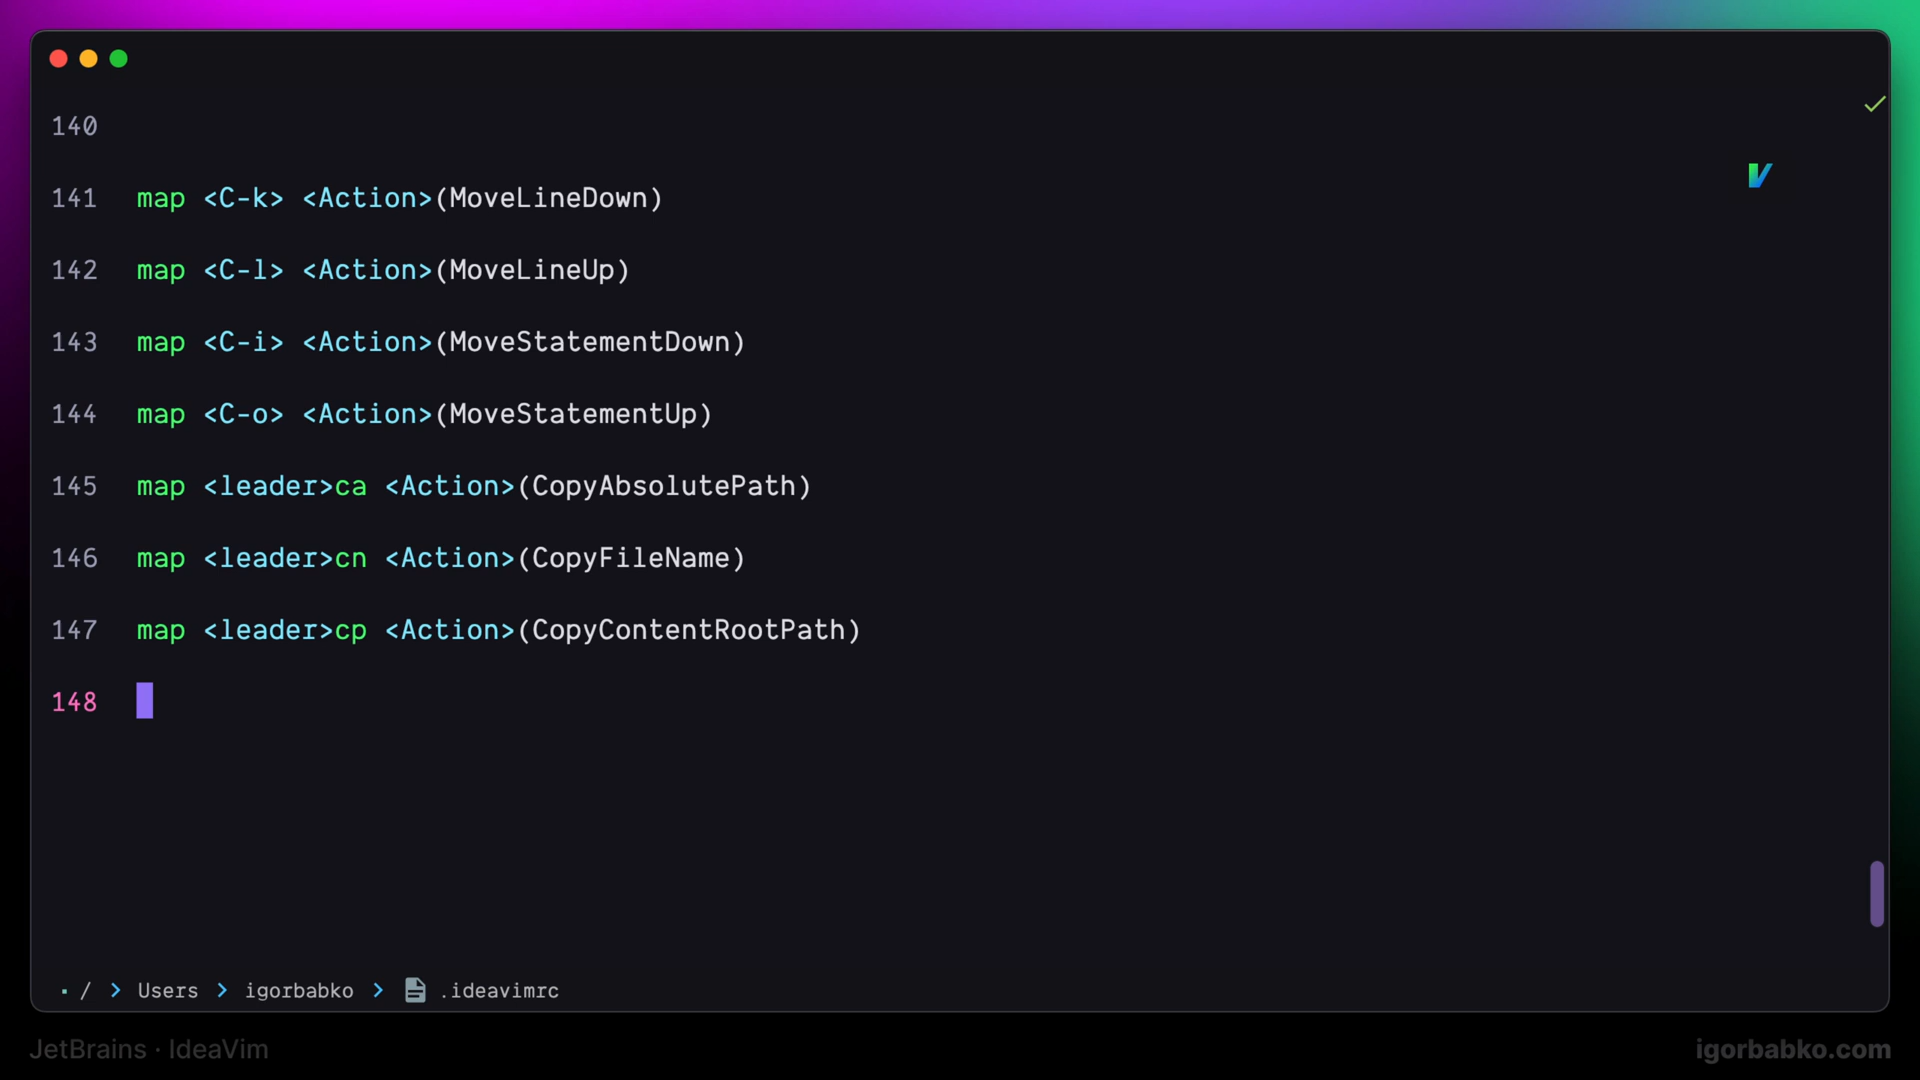 140
141 map <C-k> <Action>(MoveLineDown)
142 map <C-l> <Action>(MoveLineUp)
143 map <C-i> <Action>(MoveStatementDown)
144 map <C-o> <Action>(MoveStatementUp)
145 map <leader>ca <Action>(CopyAbsolutePath)
146 map <leader>cn <Action>(CopyFileName)
147 map <leader>cp <Action>(CopyContentRootPath)
148
/ > Users > igorbabko > .ideavimrc
JetBrains · IdeaVim
igorbabko.com